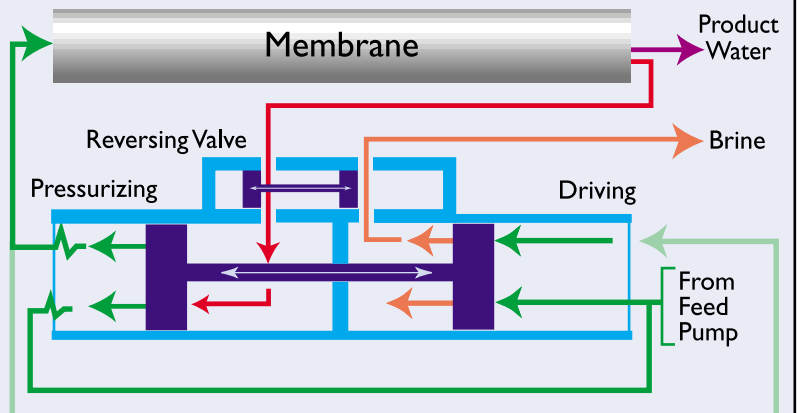 Membrane
Product
Water
Reversing Valve
Brine
Pressurizing
Driving
From
Feed
Pump